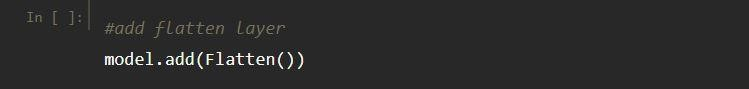 In [ ]:
#add flatten layer
model.add(Flatten())